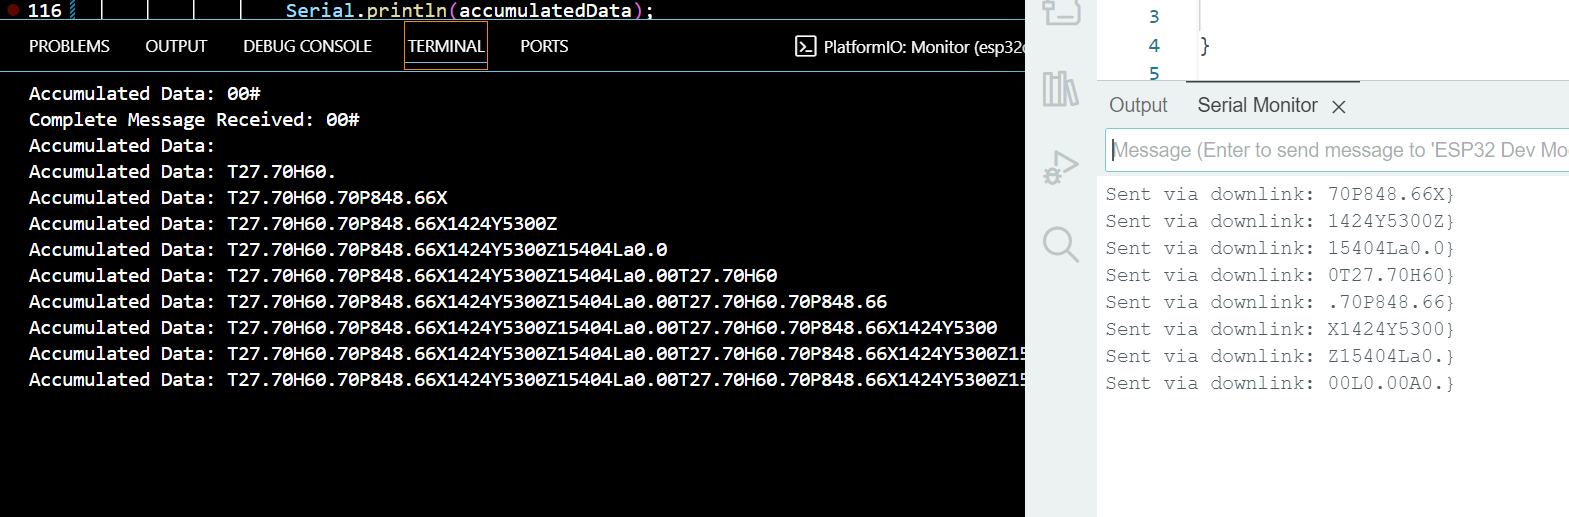 116 Serial.println(accumulatedData);
PROBLEMS OUTPUT DEBUG CONSOLE TERMINAL PORTS PlatformIO: Monitor (esp32
Accumulated Data: 00#
Complete Message Received: 00#
Accumulated Data:
Accumulated Data: T27.70H60.
Accumulated Data: T27.70H60.70P848.66X
Accumulated Data: T27.70H60.70P848.66X1424Y5300Z
Accumulated Data: T27.70H60.70P848.66X1424Y5300Z15404La0.0
Accumulated Data: T27.70H60.70P848.66X1424Y5300Z15404La0.00T27.70H60
Accumulated Data: T27.70H60.70P848.66X1424Y5300Z15404La0.00T27.70H60.70P848.66
Accumulated Data: T27.70H60.70P848.66X1424Y5300Z15404La0.00T27.70H60.70P848.66X1424Y5300
Accumulated Data: T27.70H60.70P848.66X1424Y5300Z15404La0.00T27.70H60.70P848.66X1424Y5300Z15
Accumulated Data: T27.70H60.70P848.66X1424Y5300Z15404La0.00T27.70H60.70P848.66X1424Y5300Z15
3
4 }
5
Output Serial Monitor
Message (Enter to send message to 'ESP32 Dev Mo
Sent via downlink: 70P848.66X}
Sent via downlink: 1424Y5300Z}
Sent via downlink: 15404La0.0}
Sent via downlink: 0T27.70H60}
Sent via downlink: .70P848.66}
Sent via downlink: X1424Y5300}
Sent via downlink: Z15404La0.}
Sent via downlink: 00L0.00A0.}